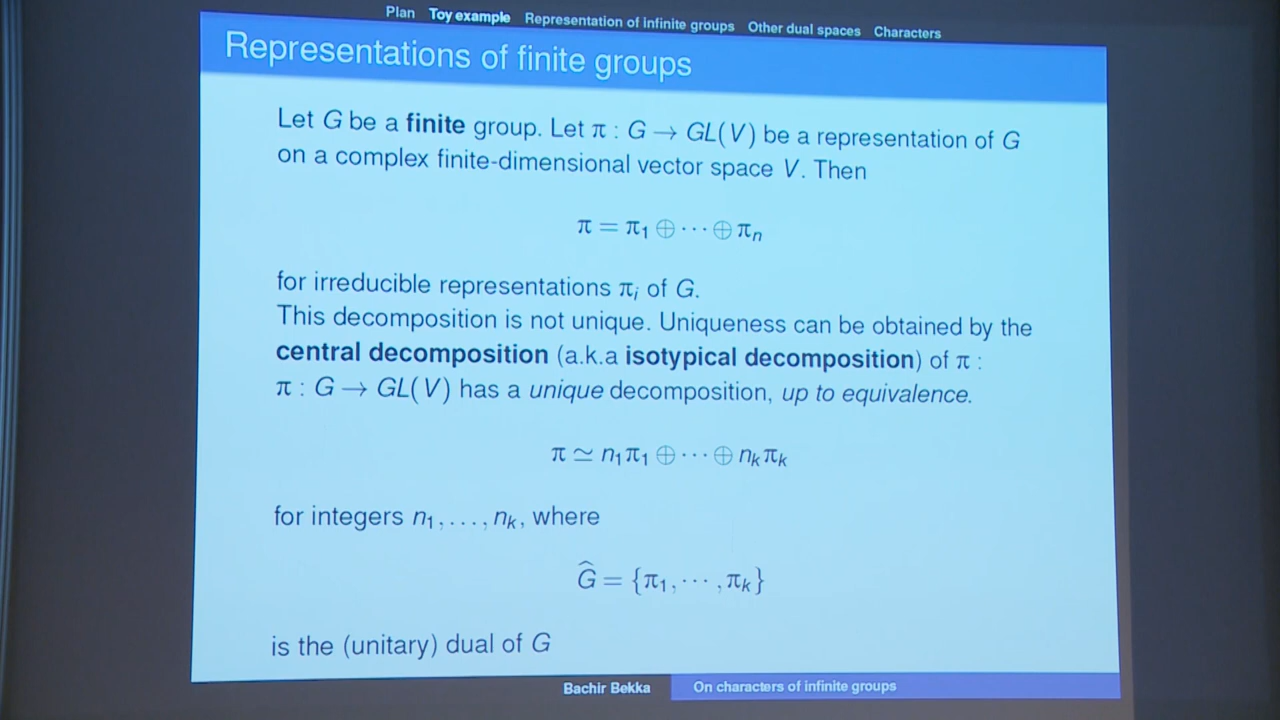 Plan Toy example Representation of infinite groups Other dual spaces Characters
Representations of finite groups
Let G be a finite group. Let π : G → GL(V) be a representation of G
on a complex finite-dimensional vector space V. Then
π = π₁ ⊕ ⋯ ⊕ πₙ
for irreducible representations πᵢ of G.
This decomposition is not unique. Uniqueness can be obtained by the
central decomposition (a.k.a isotypical decomposition) of π :
π : G → GL(V) has a unique decomposition, up to equivalence.
π ≃ n₁π₁ ⊕ ⋯ ⊕ nₖπₖ
for integers n₁, . . . , nₖ, where
Ĝ = {π₁, ⋯ , πₖ}
is the (unitary) dual of G
Bachir Bekka On characters of infinite groups